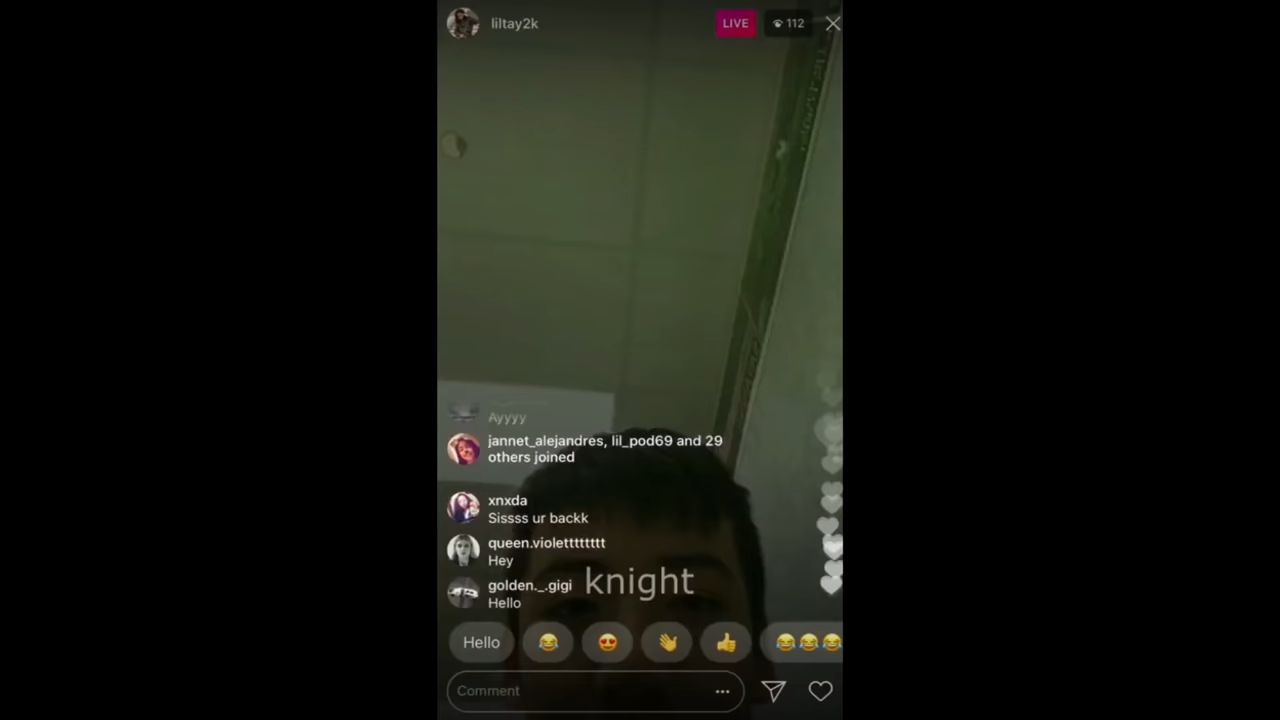 liltay2k
LIVE
112
Ayyyy
jannet_alejandres, lil_pod69 and 29
others joined
xnxda
Sissss ur backk
queen.violettttttttt
Hey
golden._.gigi
knight
Hello
Hello
Comment